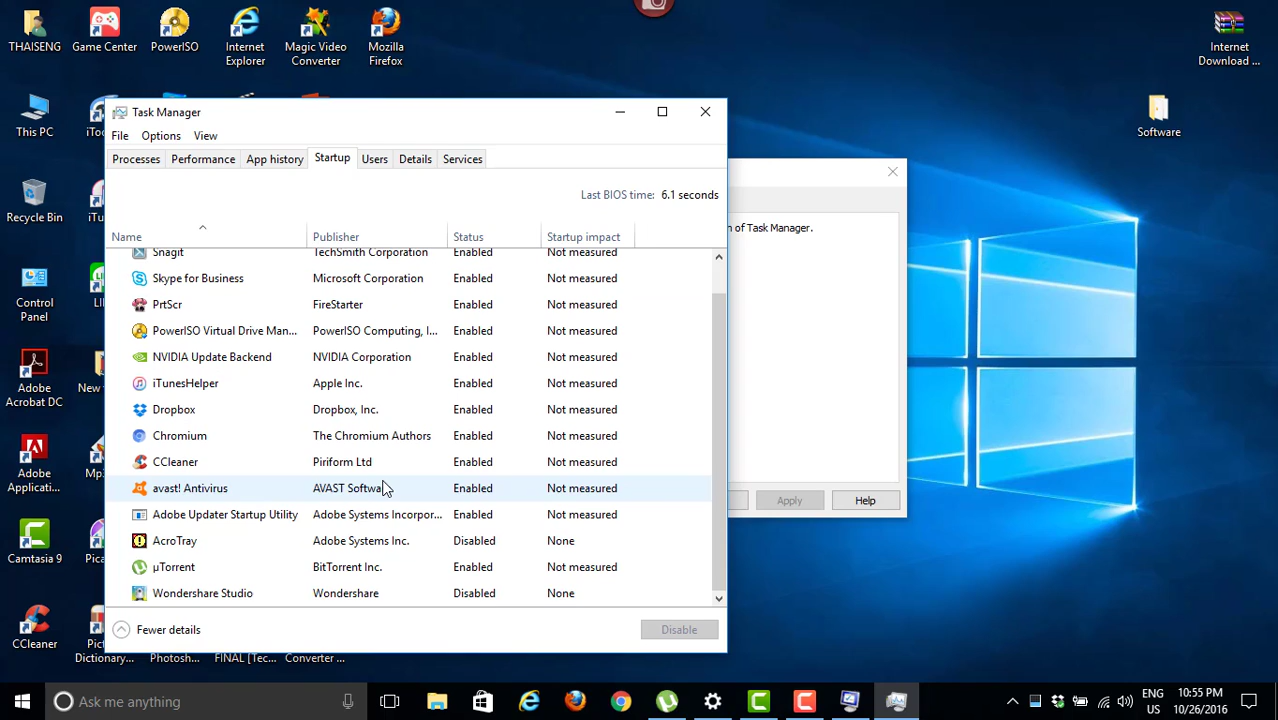 THAISENG
Game Center
PowerISO
Internet
Explorer
Magic Video
Converter
Mozilla
Firefox
Internet
Download ...
This PC
iToo
Software
Recycle Bin
iTu
Control
Panel
LII
Adobe
Acrobat DC
New v
Adobe
Applicati...
Mp3
Camtasia 9
Pica
CCleaner
Pict
Dictionary...
Photosh...
FINAL [Tec...
Converter ...
Task Manager
File
Options
View
Processes
Performance
App history
Startup
Users
Details
Services
Last BIOS time: 6.1 seconds
Name
Publisher
Status
Startup impact
Snagit TechSmith Corporation Enabled Not measured
Skype for Business Microsoft Corporation Enabled Not measured
PrtScr FireStarter Enabled Not measured
PowerISO Virtual Drive Man... PowerISO Computing, I... Enabled Not measured
NVIDIA Update Backend NVIDIA Corporation Enabled Not measured
iTunesHelper Apple Inc. Enabled Not measured
Dropbox Dropbox, Inc. Enabled Not measured
Chromium The Chromium Authors Enabled Not measured
CCleaner Piriform Ltd Enabled Not measured
avast! Antivirus AVAST Softwa Enabled Not measured
Adobe Updater Startup Utility Adobe Systems Incorpor... Enabled Not measured
AcroTray Adobe Systems Inc. Disabled None
µTorrent BitTorrent Inc. Enabled Not measured
Wondershare Studio Wondershare Disabled None
Fewer details
Disable
n of Task Manager.
Apply
Help
Ask me anything
ENG
US
10:55 PM
10/26/2016